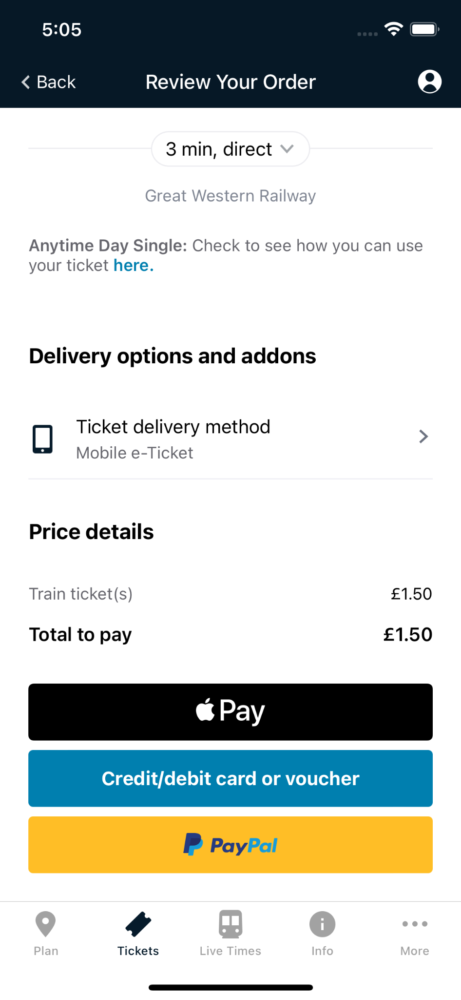 5:05
Back
Review Your Order
3 min, direct
Great Western Railway
Anytime Day Single: Check to see how you can use
your ticket here.
Delivery options and addons
Ticket delivery method
Mobile e-Ticket
Price details
Train ticket(s) £1.50
Total to pay £1.50
Pay
Credit/debit card or voucher
PayPal
Plan
Tickets
Live Times
Info
More